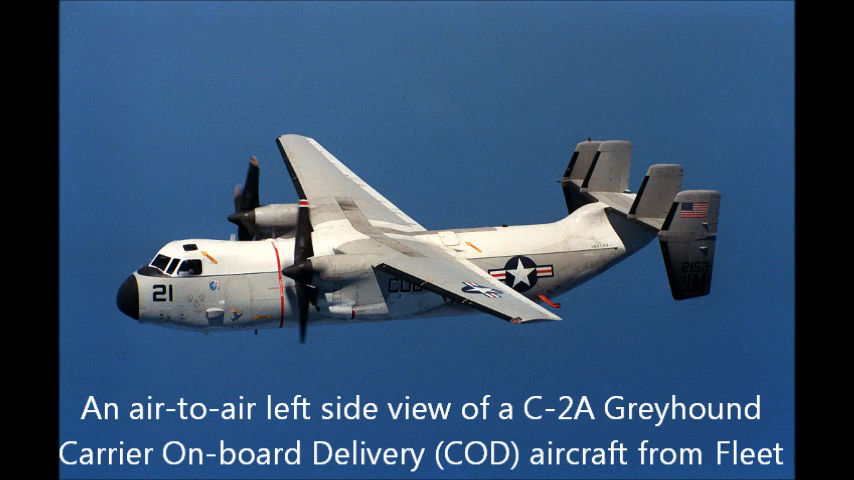 21
COD
An air-to-air left side view of a C-2A Greyhound
Carrier On-board Delivery (COD) aircraft from Fleet